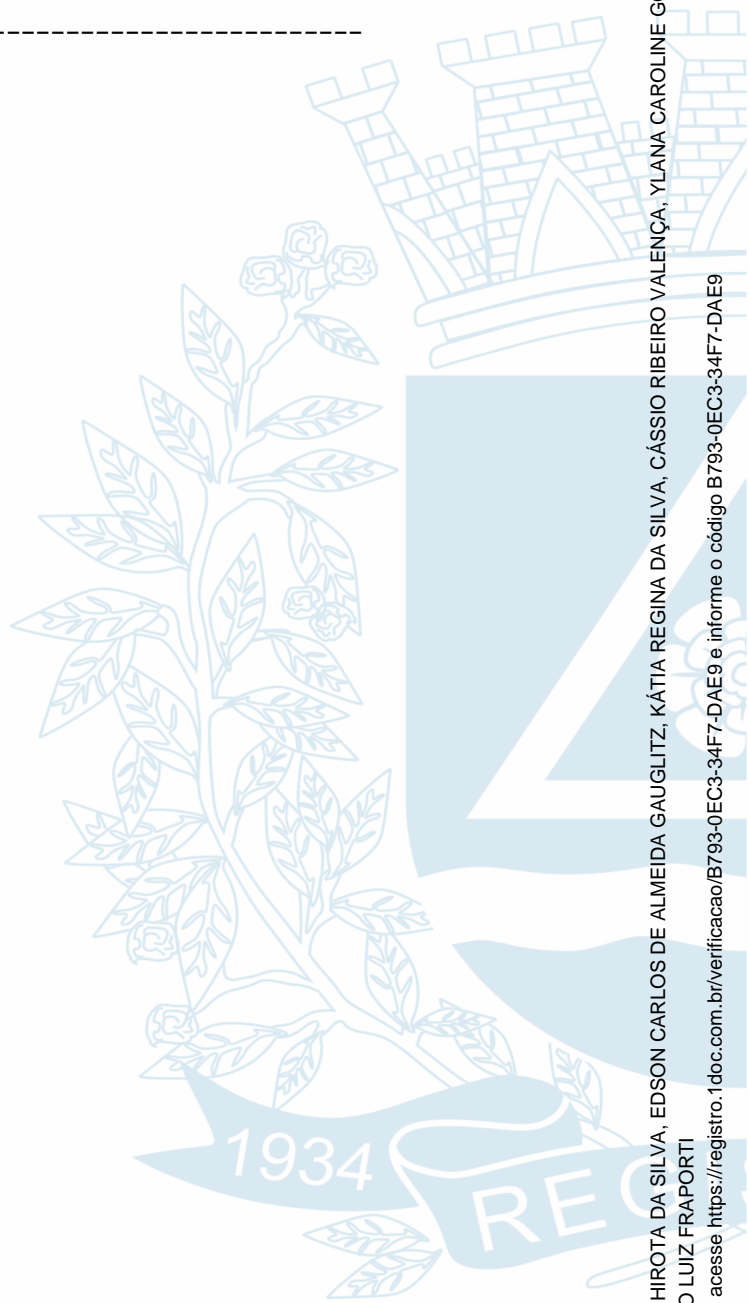 HIROTA DA SILVA, EDSON CARLOS DE ALMEIDA GAUGLITZ, KÁTIA REGINA DA SILVA, CÁSSIO RIBEIRO VALENÇA, YLANA CAROLINE
LUIZ FRAPORTI
acesse https://registro.1doc.com.br/verificacao/B793-0EC3-34F7-DAE9 e informe o código B793-0EC3-34F7-DAE9
1934
REG